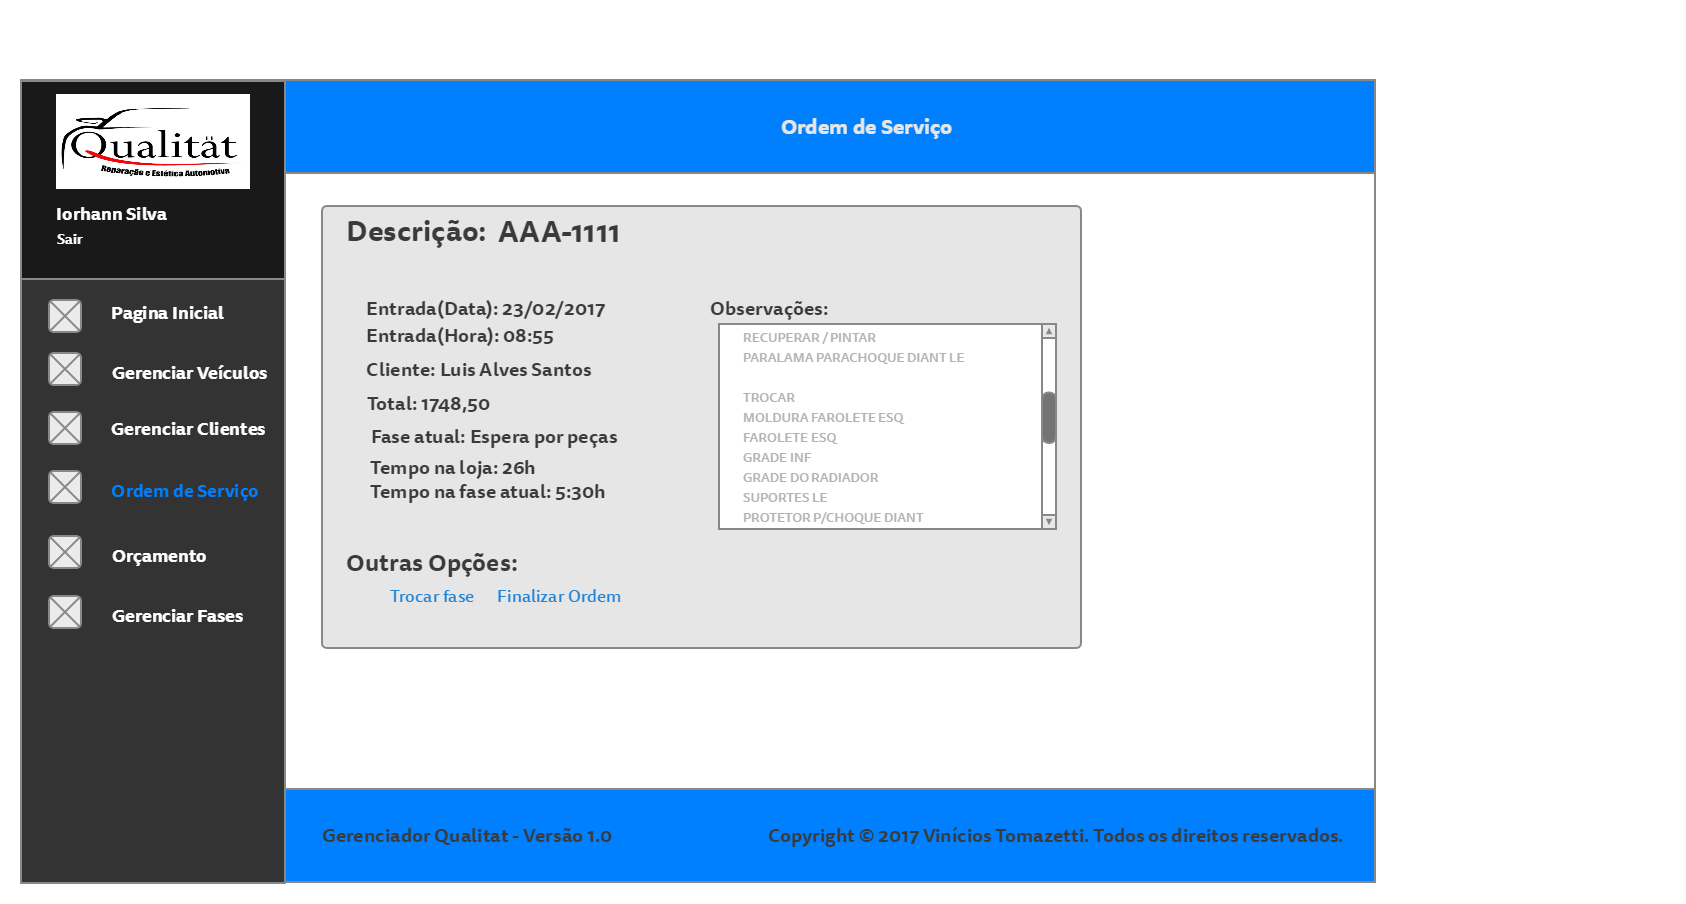 Qualität
Reparação e Estética Automotiva
Iorhann Silva
Sair
Pagina Inicial
Gerenciar Veículos
Gerenciar Clientes
Ordem de Serviço
Orçamento
Gerenciar Fases
Ordem de Serviço
Descrição: AAA-1111
Entrada(Data): 23/02/2017
Entrada(Hora): 08:55
Cliente: Luis Alves Santos
Total: 1748,50
Fase atual: Espera por peças
Tempo na loja: 26h
Tempo na fase atual: 5:30h
Observações:
RECUPERAR / PINTAR
PARALAMA PARACHOQUE DIANT LE
TROCAR
MOLDURA FAROLETE ESQ
FAROLETE ESQ
GRADE INF
GRADE DO RADIADOR
SUPORTES LE
PROTETOR P/CHOQUE DIANT
Outras Opções:
Trocar fase Finalizar Ordem
Gerenciador Qualitat - Versão 1.0
Copyright © 2017 Vinícios Tomazetti. Todos os direitos reservados.